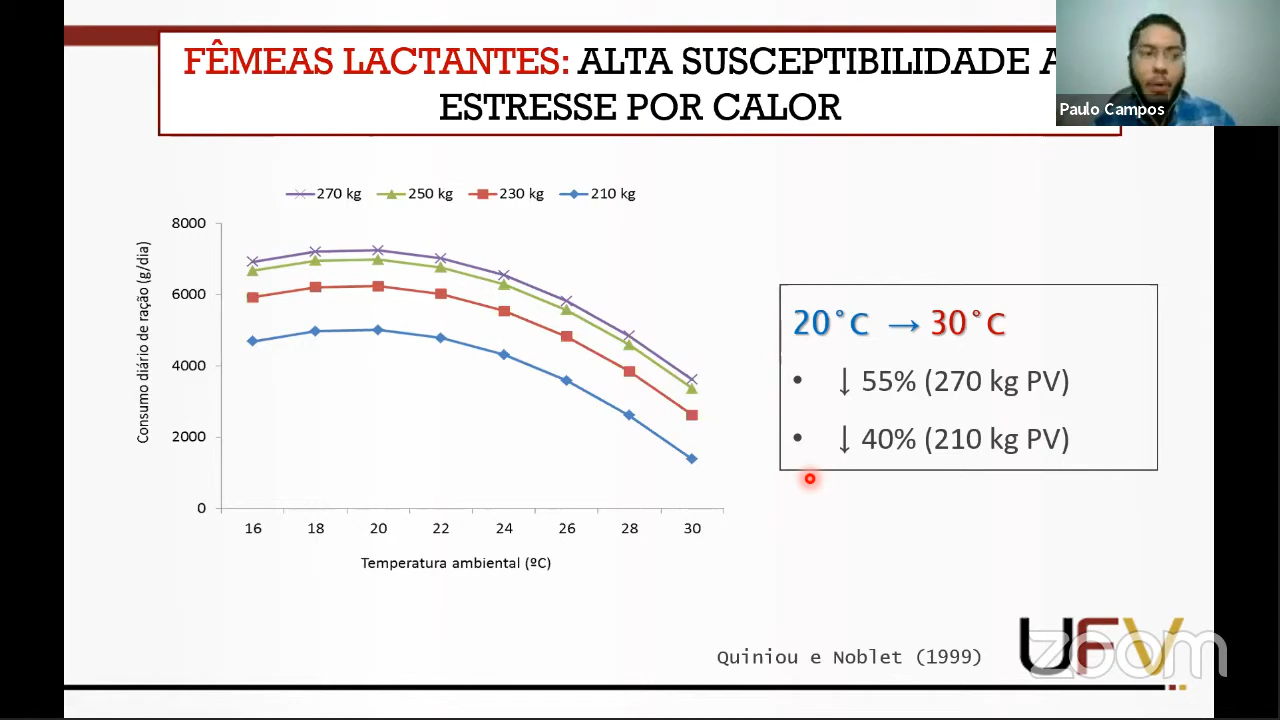 FÊMEAS LACTANTES: ALTA SUSCEPTIBILIDADE A
ESTRESSE POR CALOR
Paulo Campos
270 kg 250 kg 230 kg 210 kg
Consumo diário de ração (g/dia)
8000
6000
4000
2000
0
16 18 20 22 24 26 28 30
Temperatura ambiental (ºC)
20°C → 30°C
• ↓ 55% (270 kg PV)
• ↓ 40% (210 kg PV)
Quiniou e Noblet (1999)
UFV
zoom